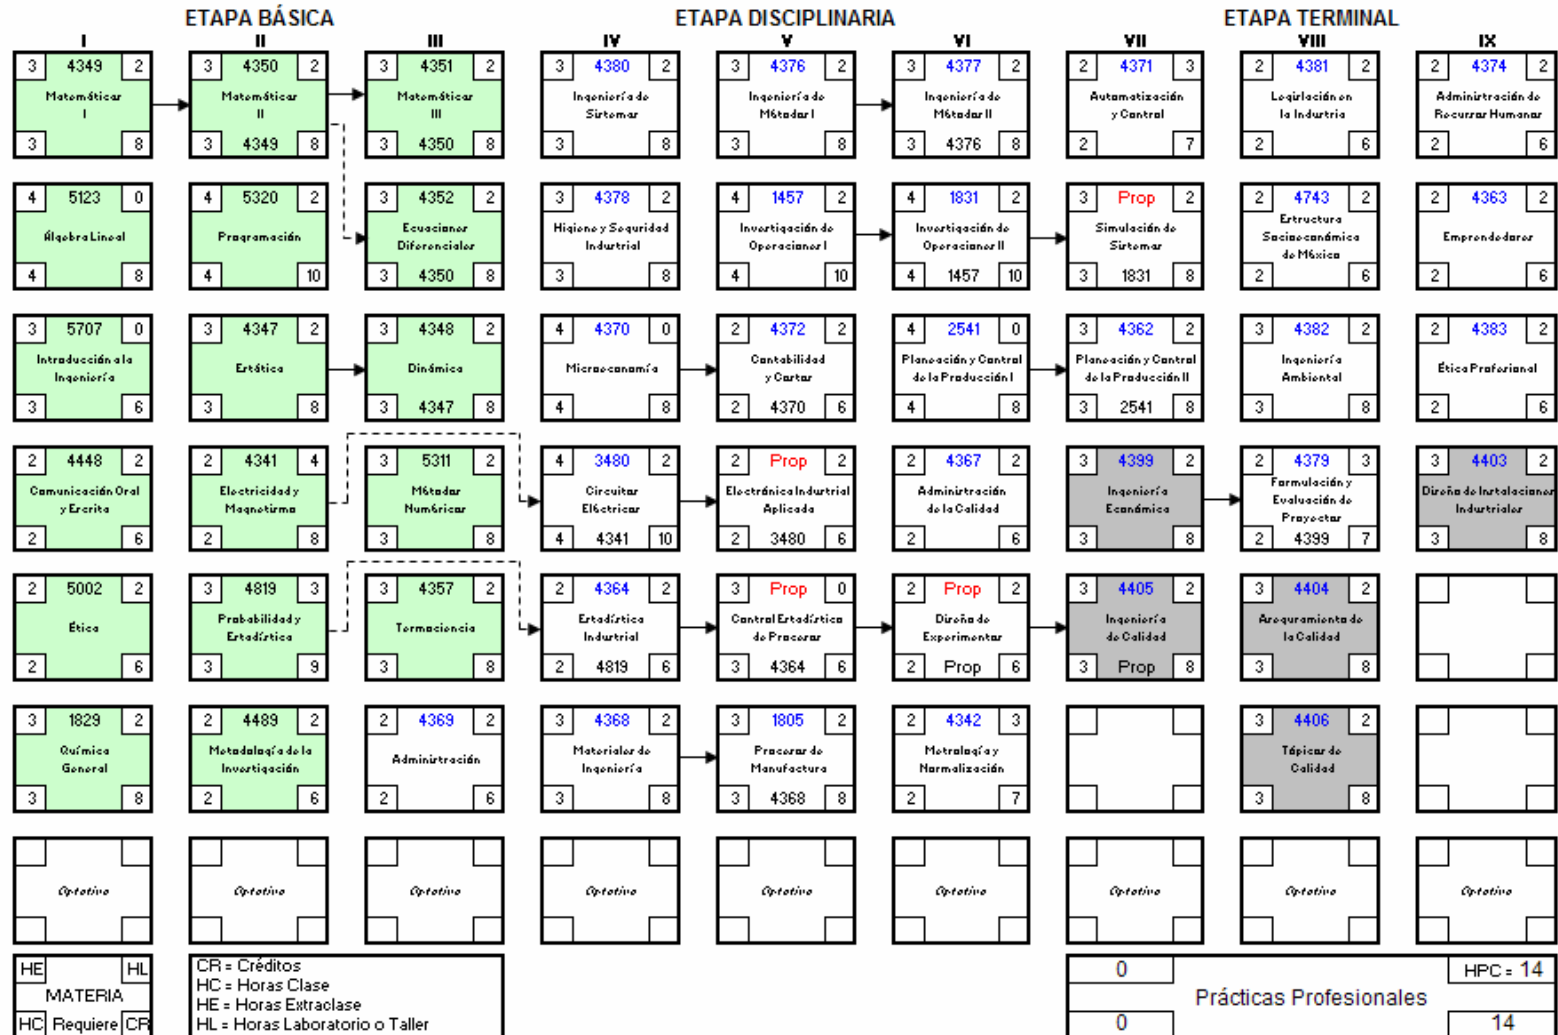 ETAPA BÁSICA
ETAPA DISCIPLINARIA
ETAPA TERMINAL
I II III IV V VI VII VIII IX
3 4349 2
Matemáticas
I
3 8
3 4350 2
Matemáticas
II
3 4349 8
3 4351 2
Matemáticas
III
3 4350 8
3 4380 2
Ingeniería de
Sistemas
3 8
3 4376 2
Ingeniería de
Métodos I
3 8
3 4377 2
Ingeniería de
Métodos II
3 4376 8
2 4371 3
Automatización
y Control
2 7
2 4381 2
Legislación en
la Industria
2 6
2 4374 2
Administración de
Recursos Humanos
2 6
4 5123 0
Álgebra Lineal
4 8
4 5320 2
Programación
4 10
3 4352 2
Ecuaciones
Diferenciales
3 4350 8
3 4378 2
Higiene y Seguridad
Industrial
3 8
4 1457 2
Investigación de
Operaciones I
4 10
4 1831 2
Investigación de
Operaciones II
4 1457 10
3 Prop 2
Simulación de
Sistemas
3 1831 8
2 4743 2
Estructura
Socioeconómica
de México
2 6
2 4363 2
Emprendedores
2 6
3 5707 0
Introducción a la
Ingeniería
3 6
3 4347 2
Estática
3 8
3 4348 2
Dinámica
3 4347 8
4 4370 0
Microeconomía
4 8
2 4372 2
Contabilidad
y Costos
2 4370 6
4 2541 0
Planeación y Control
de la Producción I
4 8
3 4362 2
Planeación y Control
de la Producción II
3 2541 8
3 4382 2
Ingeniería
Ambiental
3 8
2 4383 2
Ética Profesional
2 6
2 4448 2
Comunicación Oral
y Escrita
2 6
2 4341 4
Electricidad y
Magnetismo
2 8
3 5311 2
Métodos
Numéricos
3 8
4 3480 2
Circuitos
Eléctricos
4 4341 10
2 Prop 2
Electrónica Industrial
Aplicada
2 3480 6
2 4367 2
Administración
de la Calidad
2 6
3 4399 2
Ingeniería
Económica
3 8
2 4379 3
Formulación y
Evaluación de
Proyectos
2 4399 7
3 4403 2
Diseño de Instalaciones
Industriales
3 8
2 5002 2
Ética
2 6
3 4819 3
Probabilidad y
Estadística
3 9
3 4357 2
Termociencia
3 8
2 4364 2
Estadística
Industrial
2 4819 6
3 Prop 0
Control Estadístico
de Procesos
3 4364 6
2 Prop 2
Diseño de
Experimentos
2 Prop 6
3 4405 2
Ingeniería
de Calidad
3 Prop 8
3 4404 2
Aseguramiento de
la Calidad
3 8
3 1829 2
Química
General
3 8
2 4489 2
Metodología de la
Investigación
2 6
2 4369 2
Administración
2 6
3 4368 2
Materiales de
Ingeniería
3 8
3 1805 2
Procesos de
Manufactura
3 4368 8
2 4342 3
Metrología y
Normalización
2 7
3 4406 2
Tópicos de
Calidad
3 8
Optativa
Optativa
Optativa
Optativa
Optativa
Optativa
Optativa
Optativa
Optativa
HE HL
MATERIA
HC Requiere CR
CR = Créditos
HC = Horas Clase
HE = Horas Extraclase
HL = Horas Laboratorio o Taller
0 HPC = 14
Prácticas Profesionales
0 14